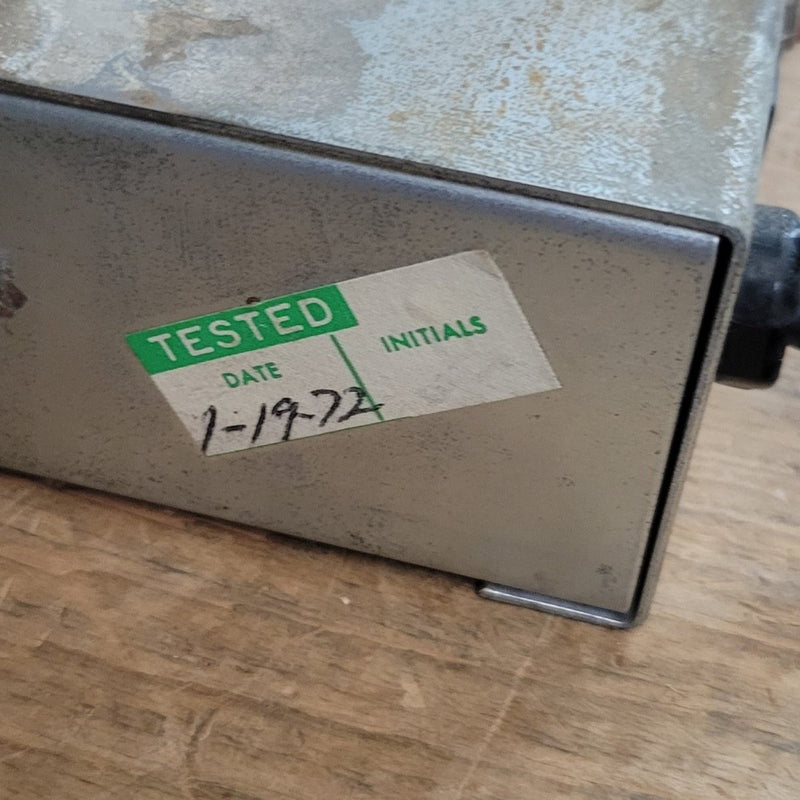 TESTED
DATE INITIALS
1-19-72